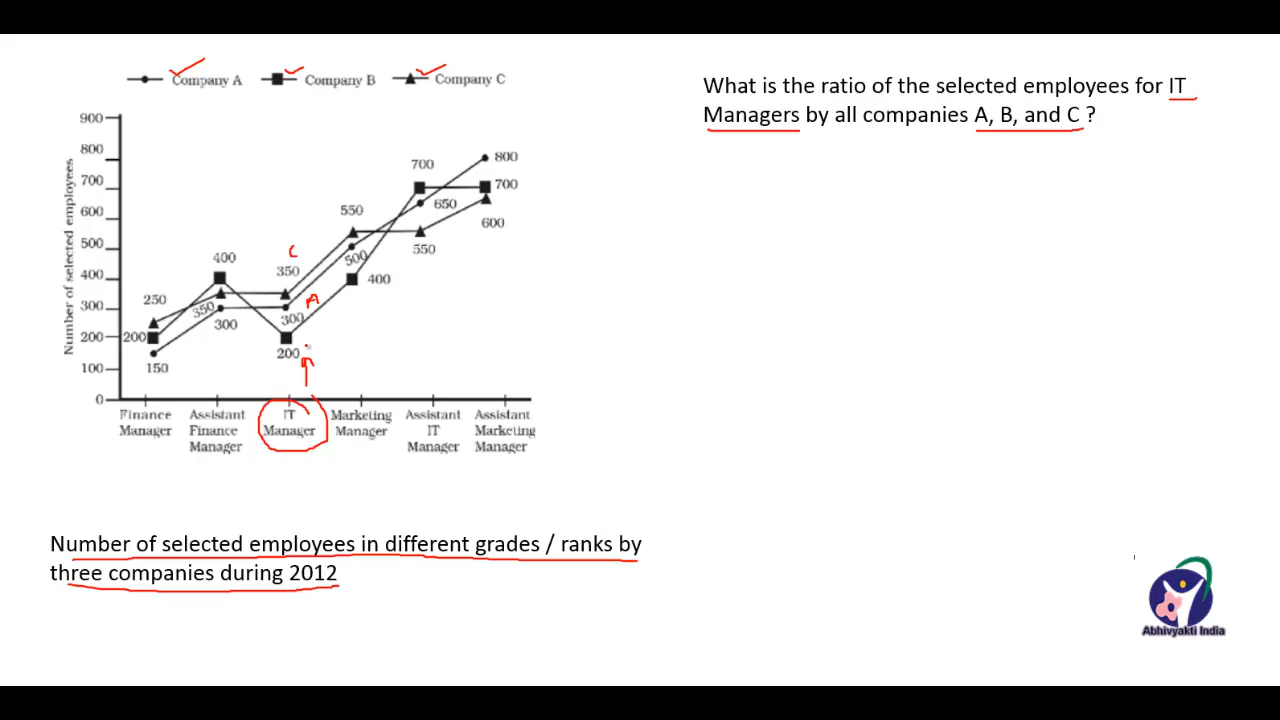 Company A Company B Company C
What is the ratio of the selected employees for IT
Managers by all companies A, B, and C ?
Number of selected employees
900
800
700
600
500
400
300
200
100
0
150
300
300
500
650
800
200
400
200
400
700
700
250
350
350
550
550
600
C
A
Finance Manager
Assistant Finance Manager
IT Manager
Marketing Manager
Assistant IT Manager
Assistant Marketing Manager
Number of selected employees in different grades / ranks by
three companies during 2012
Abhivyakti India